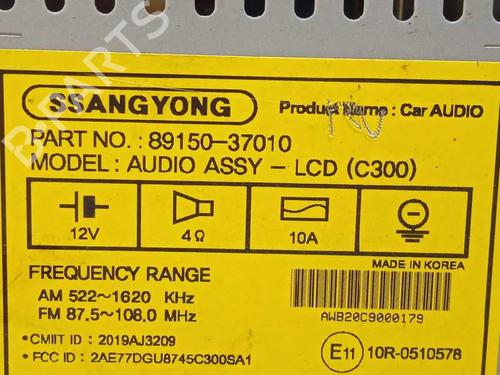 SSANGYONG
Product Name : Car AUDIO
PART NO. : 89150-37010
MODEL : AUDIO ASSY - LCD (C300)
12V
4Ω
10A
FREQUENCY RANGE
MADE IN KOREA
AM 522~1620 KHz
FM 87.5~108.0 MHz
AWB20C9000179
• CMIIT ID : 2019AJ3209
• FCC ID : 2AE77DGU8745C300SA1
E11 10R-0510578
B PARTS